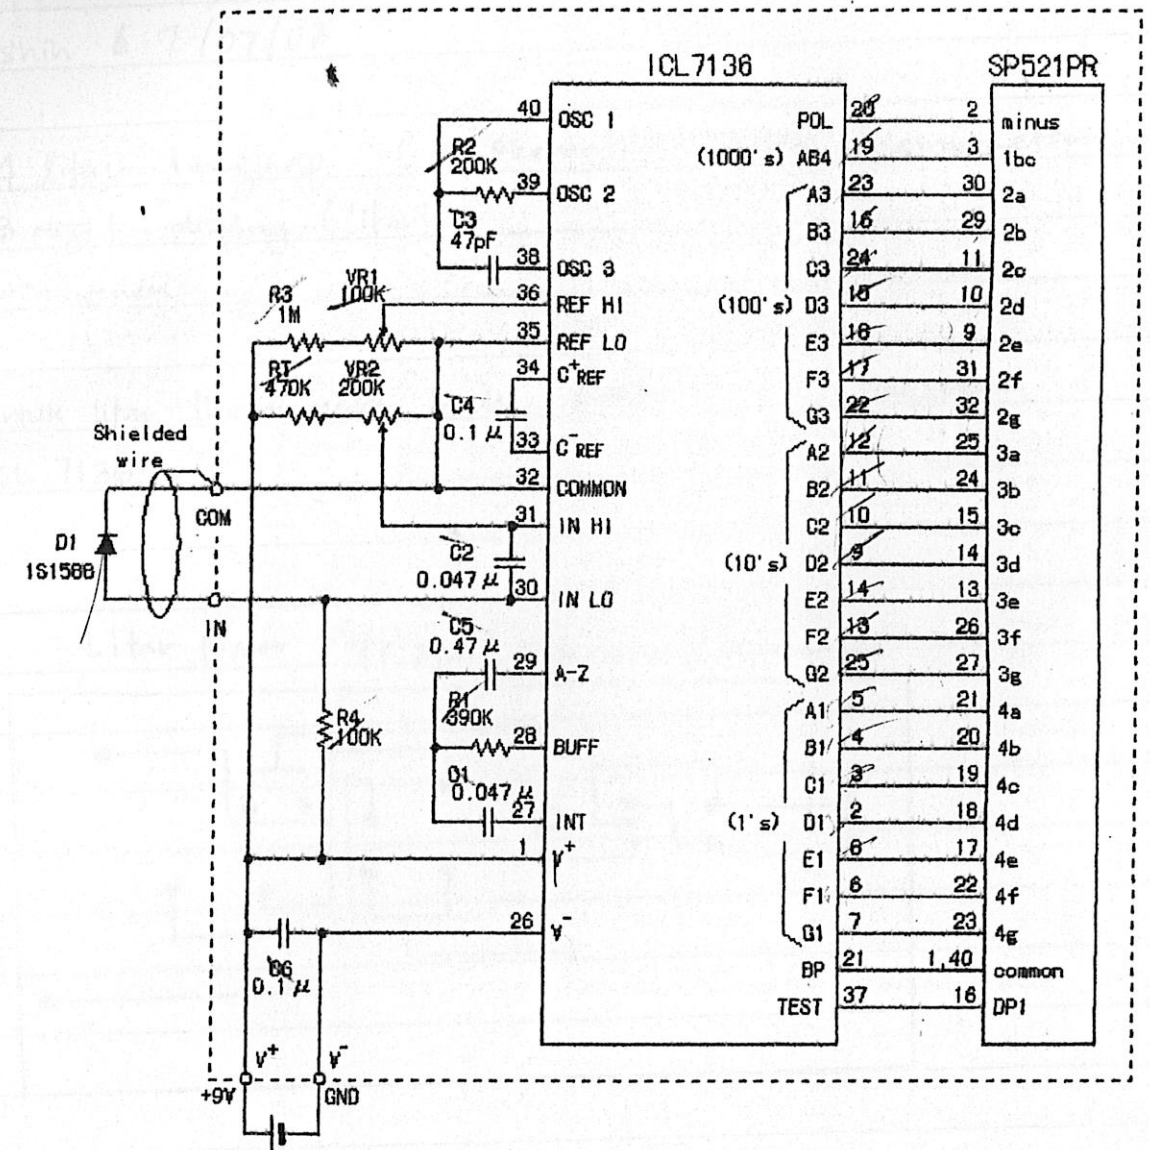 ICL7136
SP521PR
40 OSC 1
R2
200K
39 OSC 2
C3
47pF
38 OSC 3
R3
1M
VR1
100K
36 REF HI
35 REF LO
RT
470K
VR2
200K
34 C+REF
C4
0.1 μ
33 C-REF
Shielded
wire
32 COMMON
COM
31 IN HI
D1
1S1588
C2
0.047 μ
30 IN LO
IN
C5
0.47 μ
29 A-Z
R1
390K
R4
100K
28 BUFF
0.047 μ
27 INT
1 V+
26 V-
C6
0.1 μ
V+ V-
+9V GND
POL 20 2 minus
(1000's) AB4 19 3 1bc
A3 23 30 2a
B3 16 29 2b
C3 24 11 2c
(100's) D3 10 2d
E3 18 9 2e
F3 17 31 2f
G3 22 32 2g
A2 12 25 3a
B2 11 24 3b
C2 10 15 3c
(10's) D2 9 14 3d
E2 14 13 3e
F2 13 26 3f
G2 25 27 3g
A1 5 21 4a
B1 4 20 4b
C1 3 19 4c
(1's) D1 2 18 4d
E1 17 4e
F1 6 22 4f
G1 7 23 4g
BP 21 1,40 common
TEST 37 16 DP1